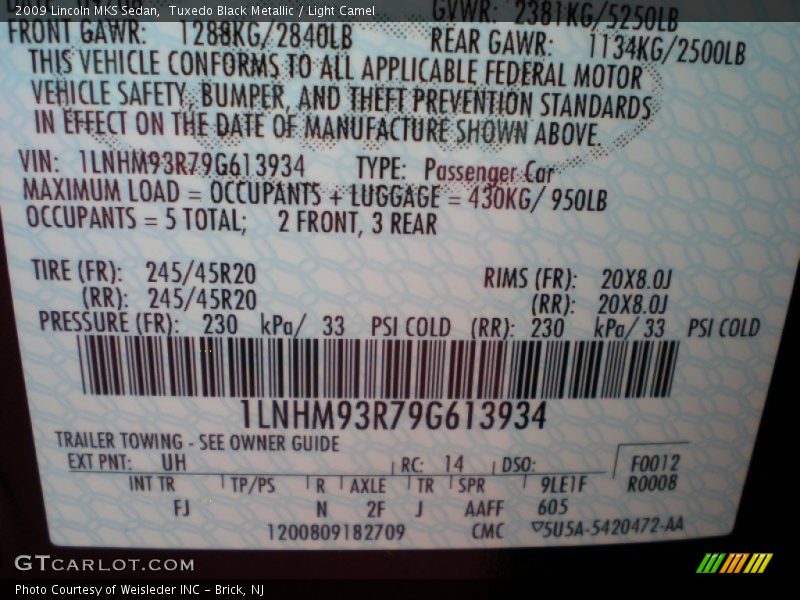 2009 Lincoln MKS Sedan,  Tuxedo Black Metallic / Light Camel
GVWR: 2381KG/5250LB
FRONT GAWR: 1288KG/2840LB REAR GAWR: 1134KG/2500LB
THIS VEHICLE CONFORMS TO ALL APPLICABLE FEDERAL MOTOR
VEHICLE SAFETY, BUMPER, AND THEFT PREVENTION STANDARDS
IN EFFECT ON THE DATE OF MANUFACTURE SHOWN ABOVE.
VIN: 1LNHM93R79G613934 TYPE: Passenger Car
MAXIMUM LOAD = OCCUPANTS + LUGGAGE = 430KG/ 950LB
OCCUPANTS = 5 TOTAL; 2 FRONT, 3 REAR
TIRE (FR): 245/45R20 RIMS (FR): 20X8.0J
(RR): 245/45R20 (RR): 20X8.0J
PRESSURE (FR): 230 kPa/ 33 PSI COLD (RR): 230 kPa/ 33 PSI COLD
1LNHM93R79G613934
TRAILER TOWING - SEE OWNER GUIDE
EXT PNT: UH RC: 14 DSO: F0012
INT TR TP/PS R AXLE TR SPR 9LE1F R0008
FJ N 2F J AAFF 605
1200809182709 CMC ▽5U5A-5420472-AA
GTCARLOT.COM
Photo Courtesy of Weisleder INC - Brick, NJ